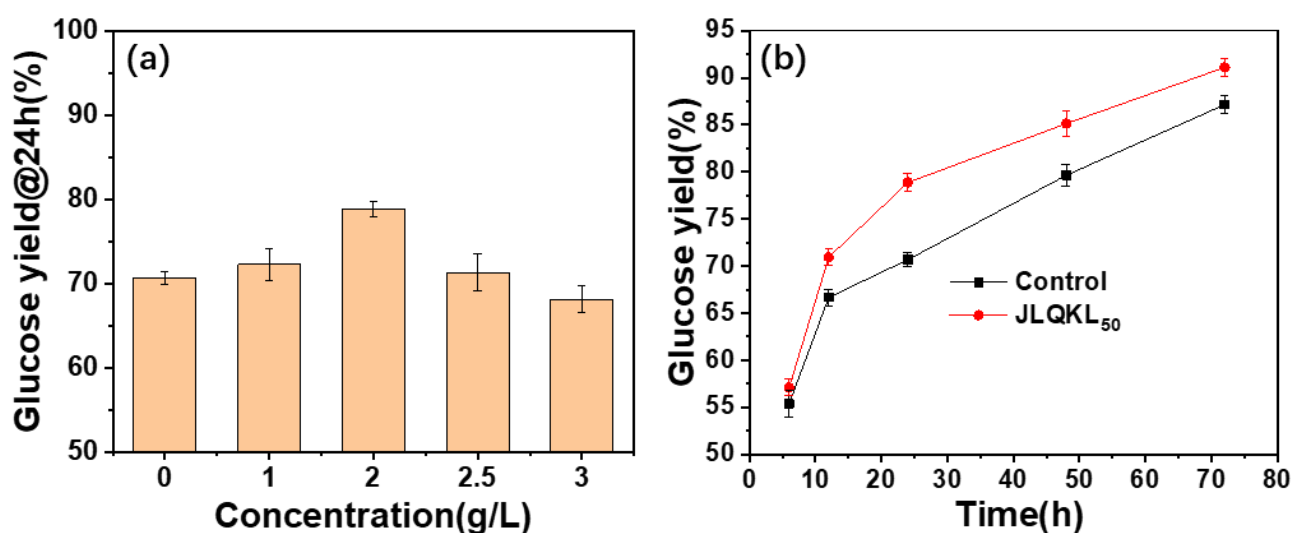 (a)
Glucose yield@24h(%)
100
90
80
70
60
50
0 1 2 2.5 3
Concentration(g/L)
(b)
Glucose yield(%)
95
90
85
80
75
70
65
60
55
50
Control
JLQKL₅₀
0 10 20 30 40 50 60 70 80
Time(h)